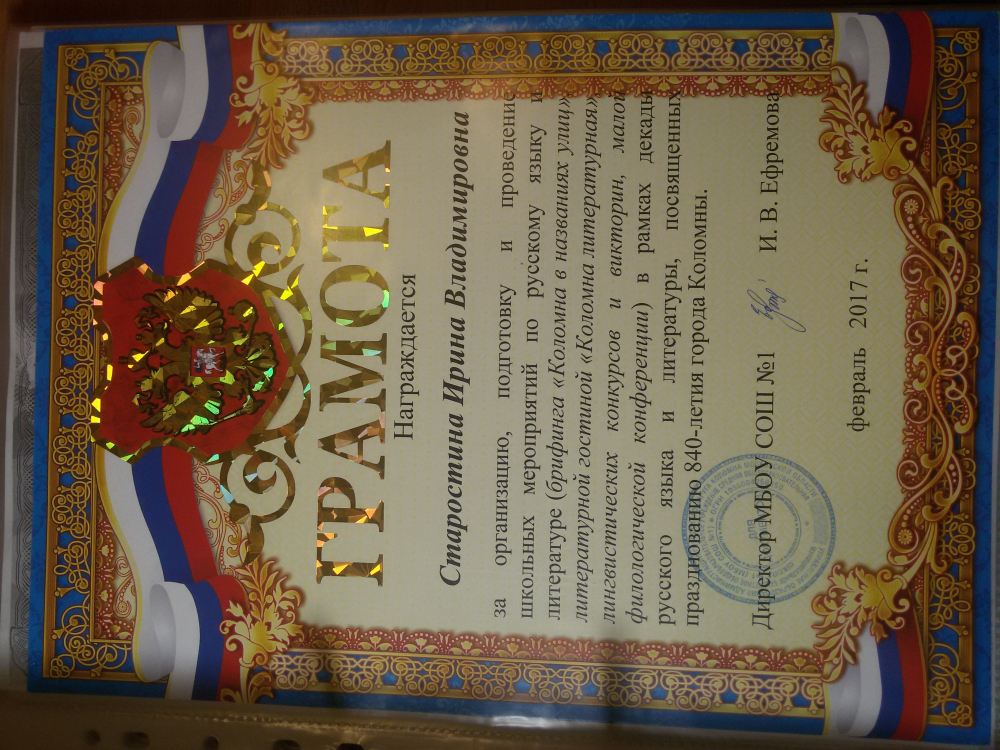 ГРАМОТА
Награждается
Старостина Ирина Владимировна
за организацию, подготовку и проведение
школьных мероприятий по русскому языку и
литературе (брифинга «Коломна в названиях улиц»,
литературной гостиной «Коломна литературная»,
лингвистических конкурсов и викторин, малой
филологической конференции) в рамках декады
русского языка и литературы, посвященных
празднованию 840-летия города Коломны.
Директор МБОУ СОШ №1 И. В. Ефремова
февраль 2017 г.